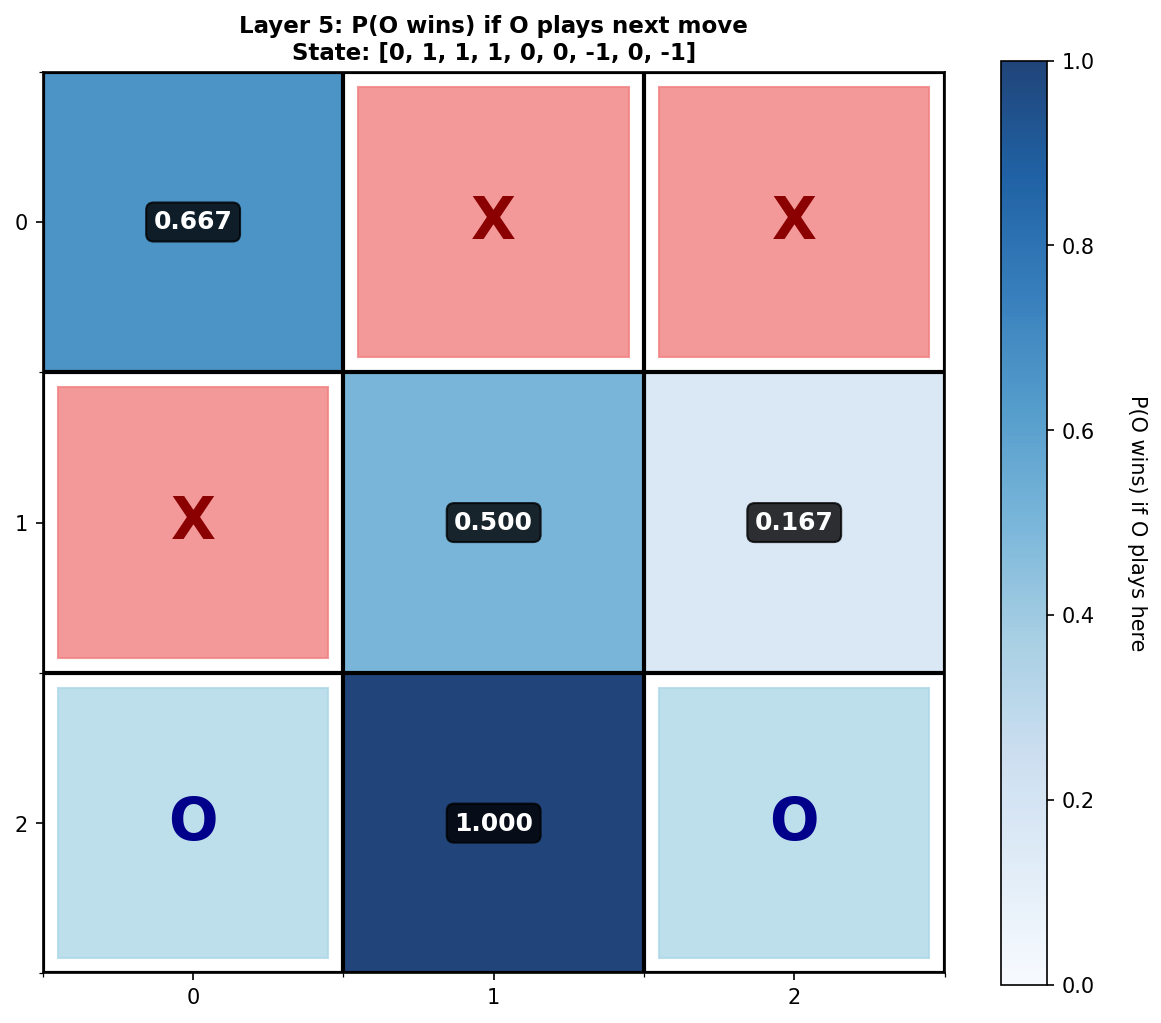 Layer 5: P(O wins) if O plays next move
State: [0, 1, 1, 1, 0, 0, -1, 0, -1]
0.667
X
X
X
0.500
0.167
O
1.000
O
0
1
2
0
1
2
1.0
0.8
0.6
0.4
0.2
0.0
P(O wins) if O plays here